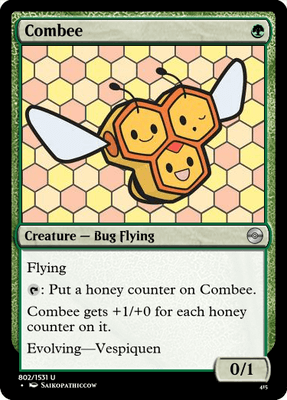 Combee
Creature — Bug Flying
Flying
: Put a honey counter on Combee.
Combee gets +1/+0 for each honey
counter on it.
Evolving—Vespiquen
0/1
802/1531 U
• Saikopathiccow